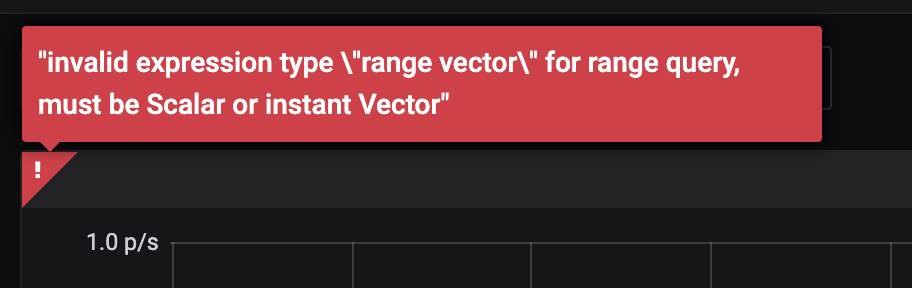 "invalid expression type \"range vector\" for range query,
must be Scalar or instant Vector"
!
1.0 p/s